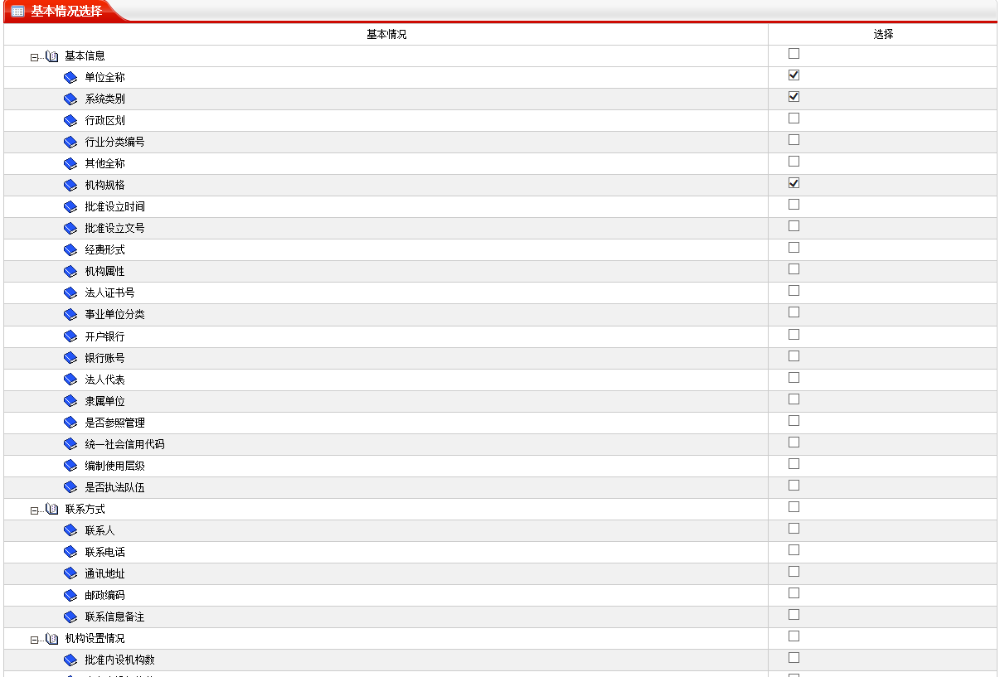 基本情况选择
基本情况 选择
基本信息
单位全称
系统类别
行政区划
行业分类编号
其他全称
机构规格
批准设立时间
批准设立文号
经费形式
机构属性
法人证书号
事业单位分类
开户银行
银行账号
法人代表
隶属单位
是否参照管理
统一社会信用代码
编制使用层级
是否执法队伍
联系方式
联系人
联系电话
通讯地址
邮政编码
联系信息备注
机构设置情况
批准内设机构数